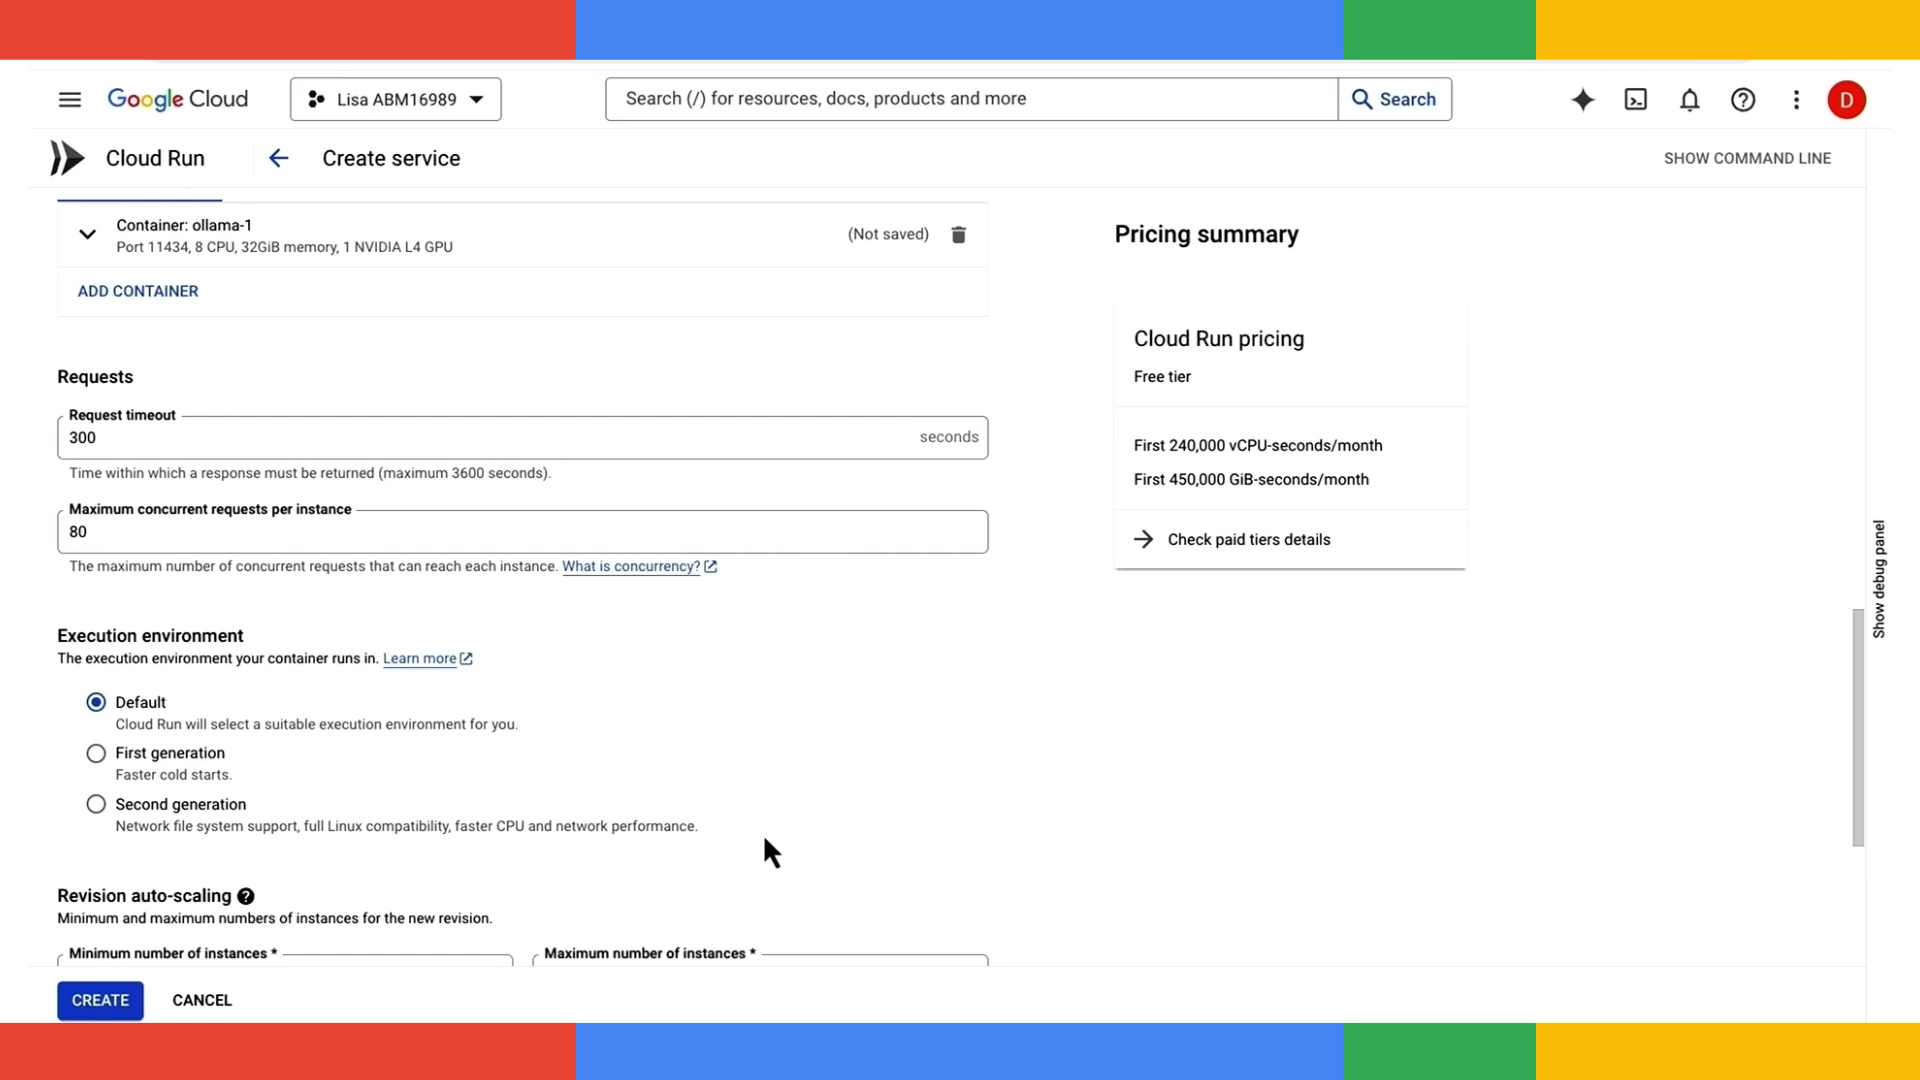 Google Cloud
Lisa ABM16989
Search (/) for resources, docs, products and more
Search
D
Cloud Run
Create service
SHOW COMMAND LINE
Container: ollama-1
Port 11434, 8 CPU, 32GiB memory, 1 NVIDIA L4 GPU
(Not saved)
ADD CONTAINER
Requests
Request timeout
300
seconds
Time within which a response must be returned (maximum 3600 seconds).
Maximum concurrent requests per instance
80
The maximum number of concurrent requests that can reach each instance. What is concurrency?
Execution environment
The execution environment your container runs in. Learn more
Default
Cloud Run will select a suitable execution environment for you.
First generation
Faster cold starts.
Second generation
Network file system support, full Linux compatibility, faster CPU and network performance.
Revision auto-scaling
Minimum and maximum numbers of instances for the new revision.
Minimum number of instances *
Maximum number of instances *
CREATE
CANCEL
Pricing summary
Cloud Run pricing
Free tier
First 240,000 vCPU-seconds/month
First 450,000 GiB-seconds/month
Check paid tiers details
Show debug panel